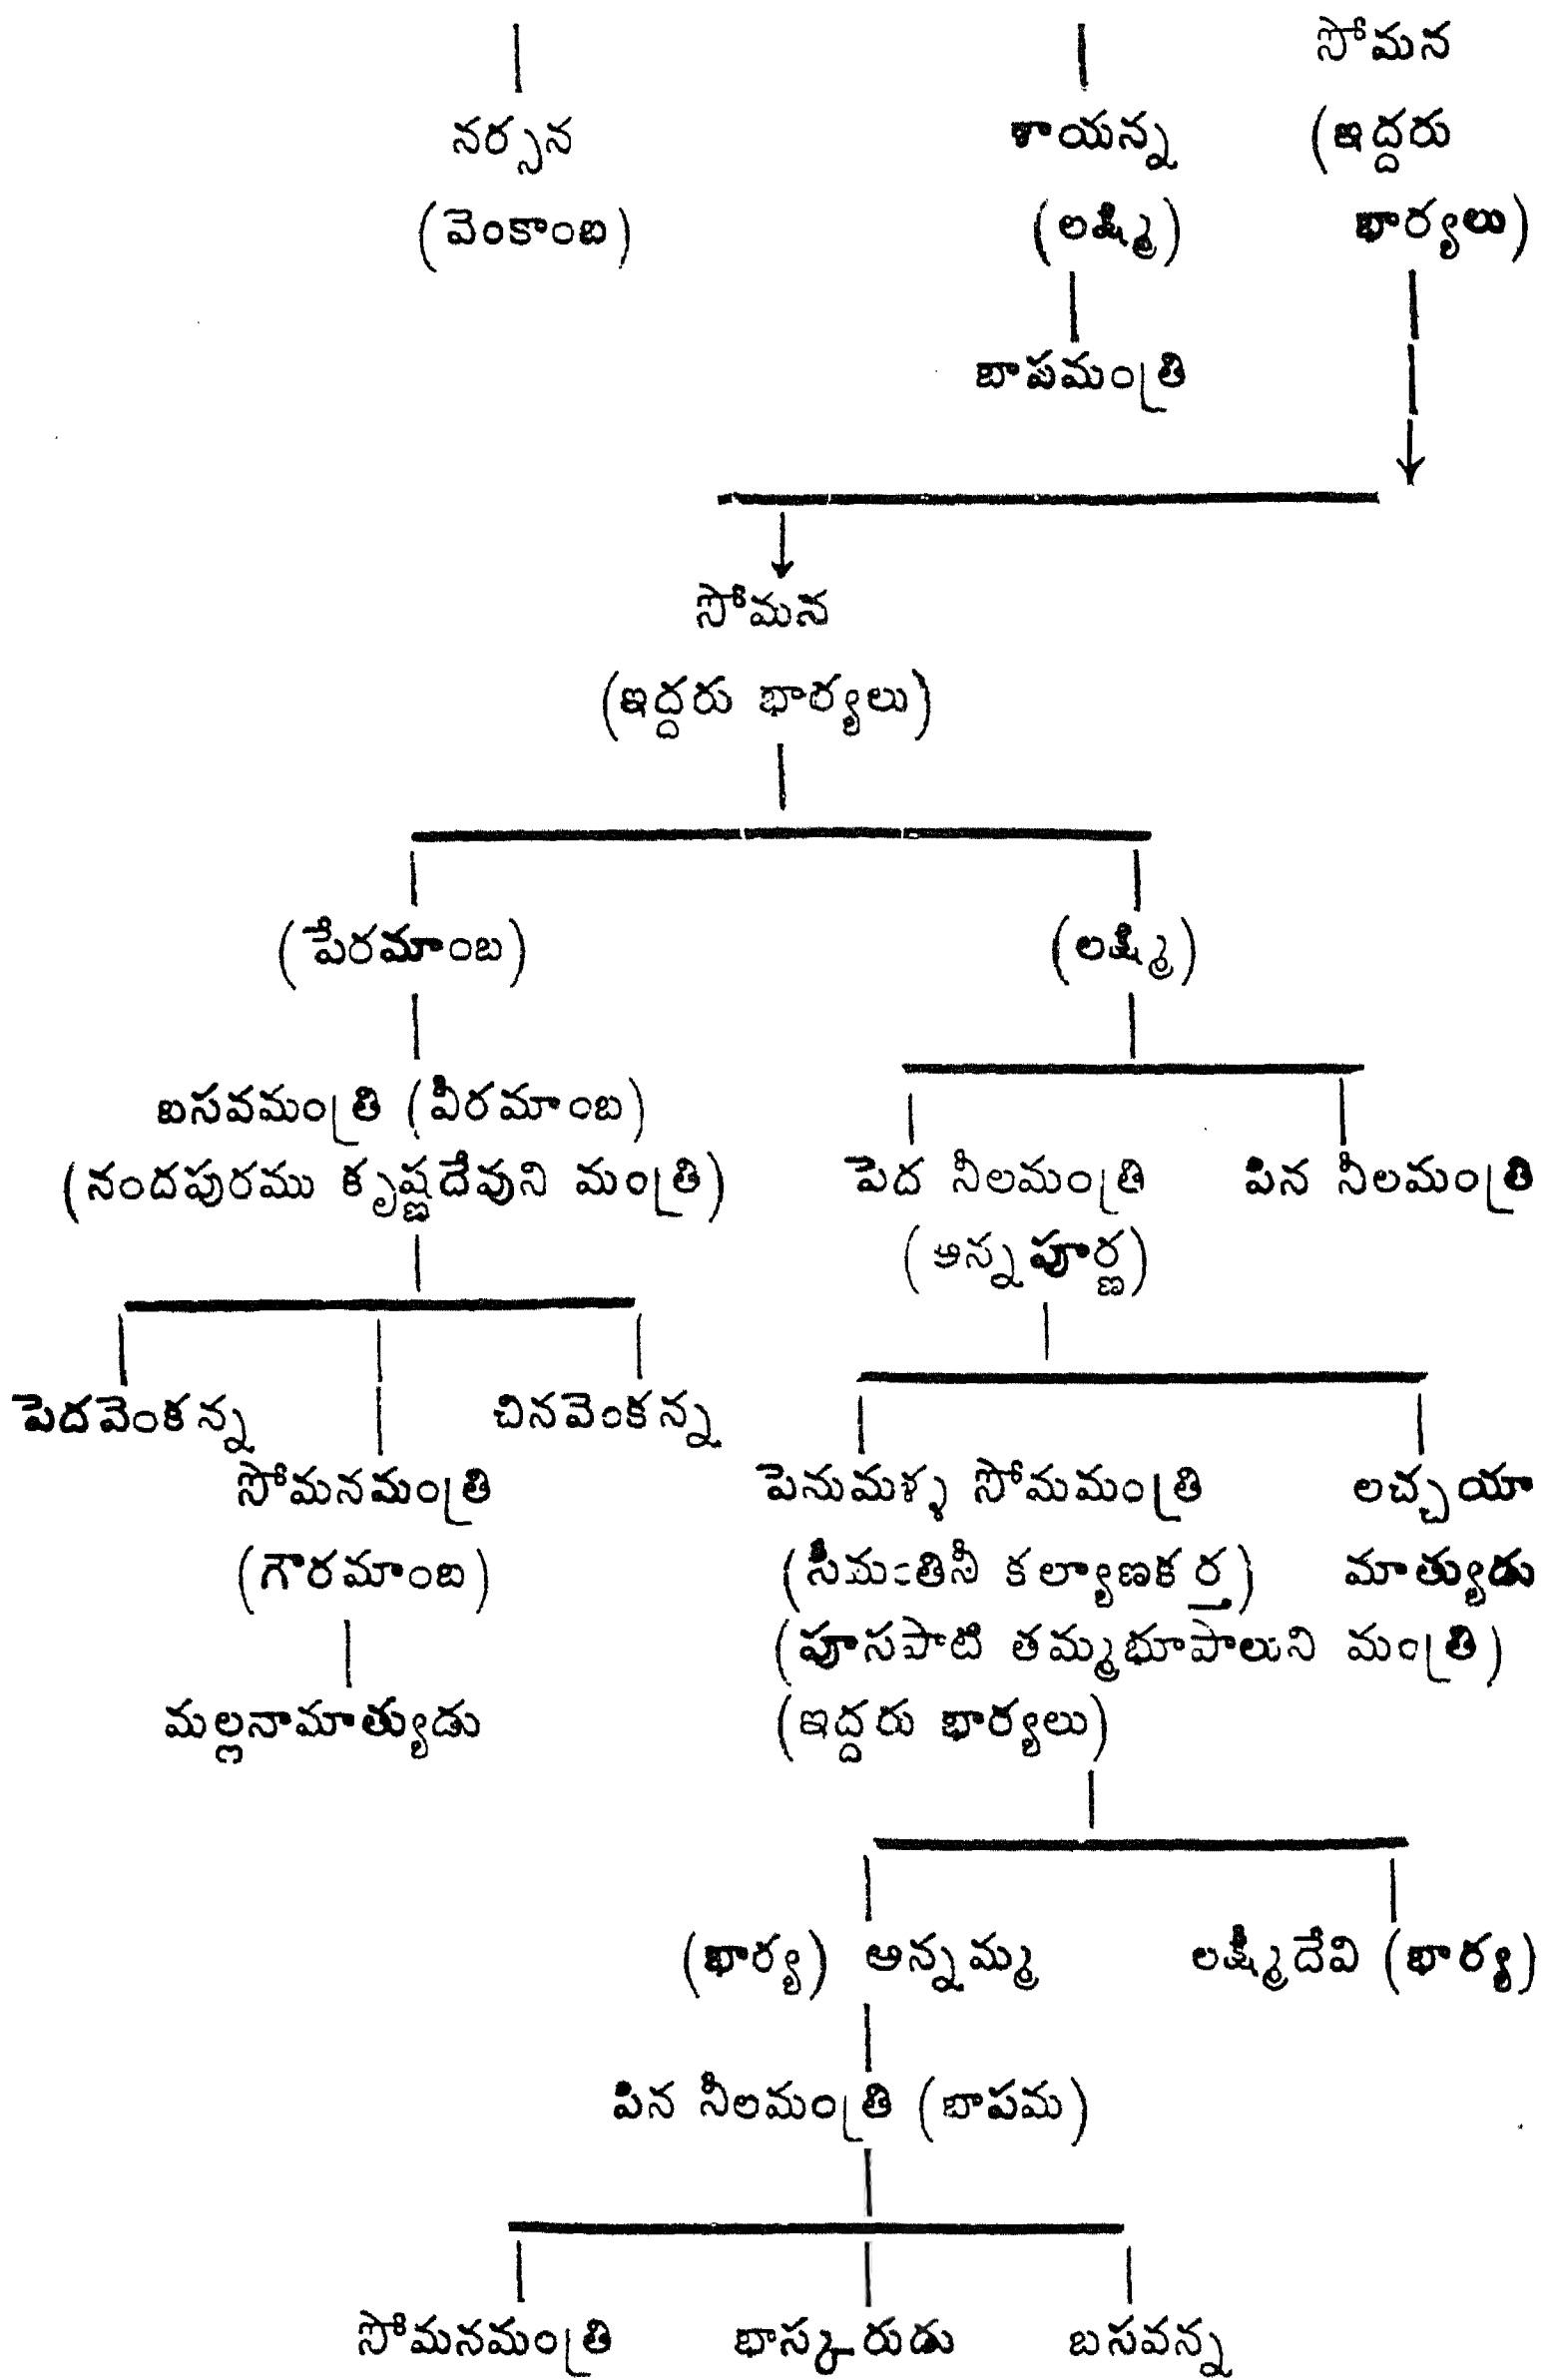 సోమన
నర్సన కాయన్న (ఇద్దరు
(వెంకాంబ) (లక్ష్మి) భార్యలు)
బాపమంత్రి
సోమన
(ఇద్దరు భార్యలు)
(పేరమాంబ) (లక్ష్మి)
బసవమంత్రి (వీరమాంబ)
(నందపురము కృష్ణదేవుని మంత్రి) పెద నీలమంత్రి పిన నీలమంత్రి
(అన్నపూర్ణ)
పెదవెంకన్న చినవెంకన్న
సోమనమంత్రి పెనుమళ్ళ సోమమంత్రి లచ్చయా
(గౌరమాంబ) (సీమంతినీ కల్యాణకర్త) మాత్యుడు
(పూసపాటి తమ్మభూపాలుని మంత్రి)
మల్లనామాత్యుడు (ఇద్దరు భార్యలు)
(భార్య) అన్నమ్మ లక్ష్మిదేవి (భార్య)
పిన నీలమంత్రి (బాపమ)
సోమనమంత్రి భాస్కరుడు బసవన్న